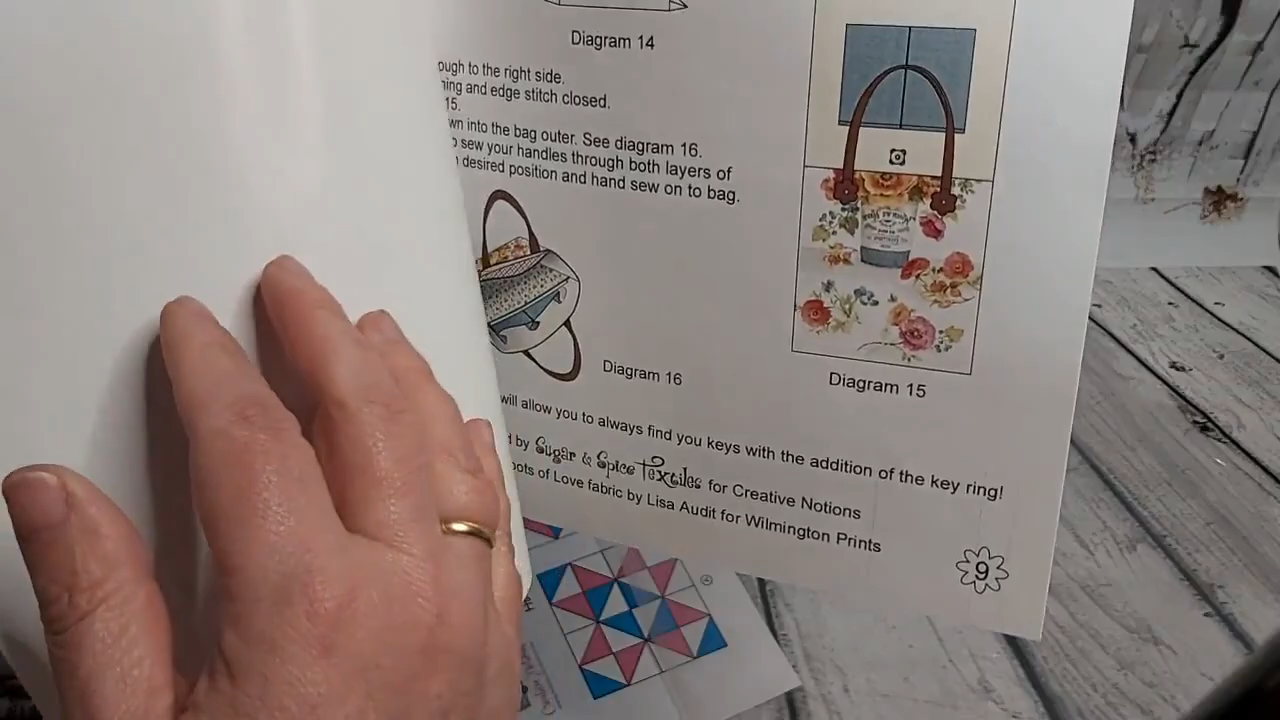 Diagram 14
ough to the right side.
ning and edge stitch closed.
15.
wn into the bag outer. See diagram 16.
sew your handles through both layers of
desired position and hand sew on to bag.
Diagram 16
Diagram 15
will allow you to always find you keys with the addition of the key ring!
d by Sugar & Spice Textiles for Creative Notions
ots of Love fabric by Lisa Audit for Wilmington Prints
9